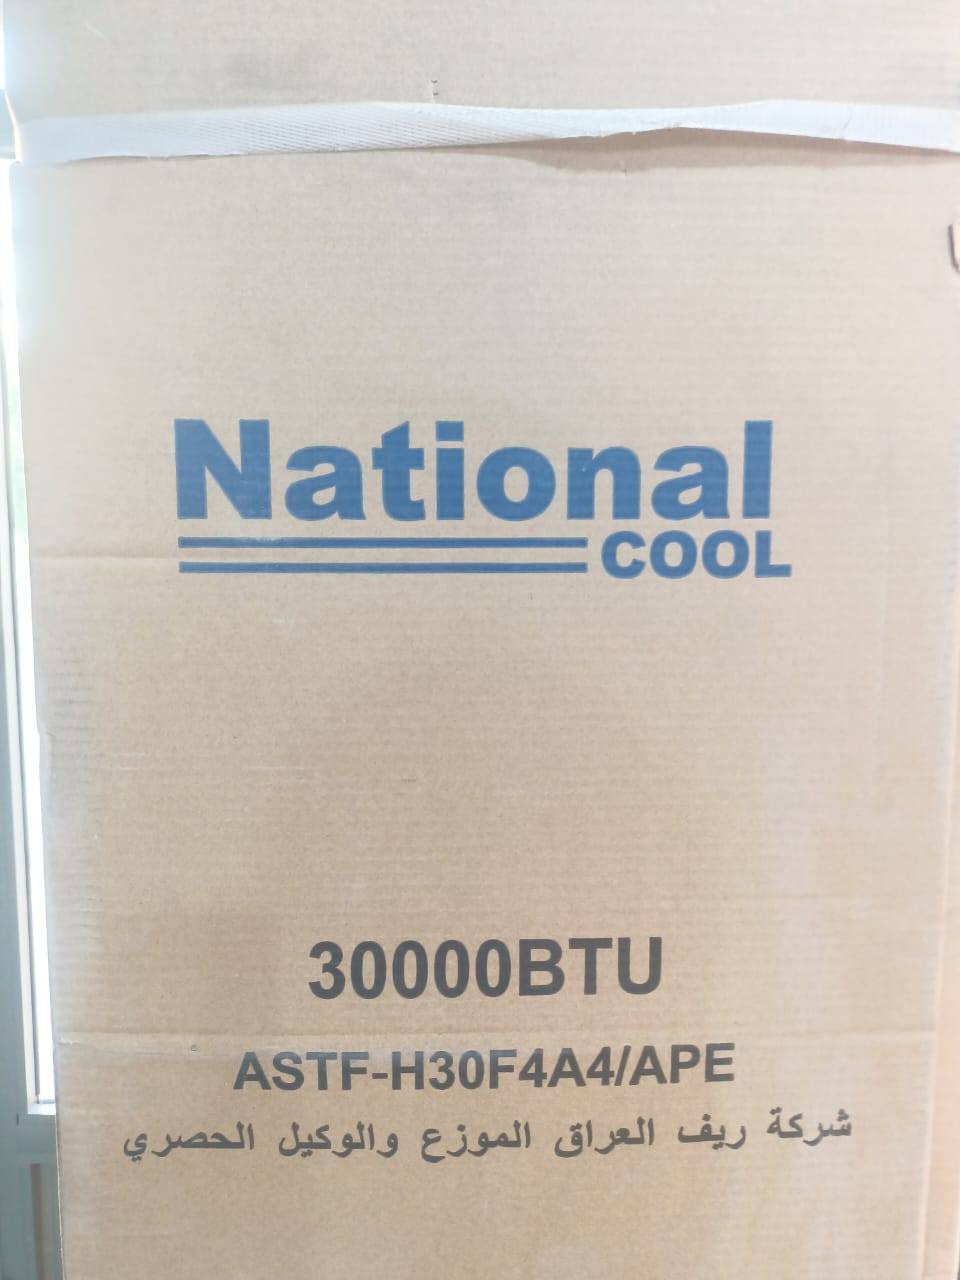 National
COOL
30000BTU
ASTF-H30F4A4/APE
شركة ريف العراق الموزع والوكيل الحصري